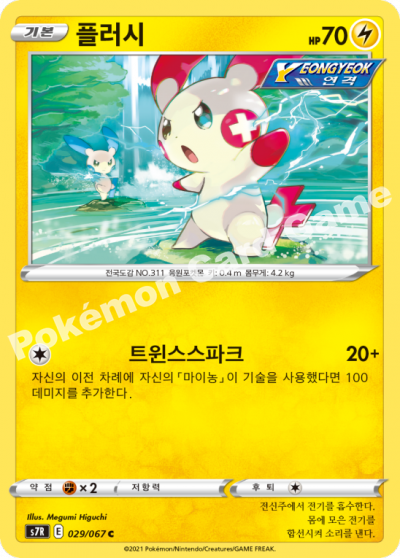 기본 플러시 HP 70
YEONGYEOK
연격
전국도감 NO.311 응원포켓몬 키: 0.4 m 몸무게: 4.2 kg
Pokémon Card Game
트윈스스파크 20+
자신의 이전 차례에 자신의 「마이농」이 기술을 사용했다면 100
데미지를 추가한다.
약점 ×2 저항력 후퇴
Illus. Megumi Higuchi
s7R E 029/067 C
전신주에서 전기를 흡수한다.
몸에 모은 전기를
합선시켜 소리를 낸다.
©2021 Pokémon/Nintendo/Creatures/GAME FREAK.